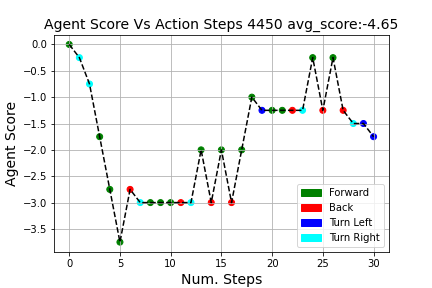 Agent Score Vs Action Steps 4450 avg_score:-4.65
Agent Score
0.0
−0.5
−1.0
−1.5
−2.0
−2.5
−3.0
−3.5
Forward
Back
Turn Left
Turn Right
0 5 10 15 20 25 30
Num. Steps